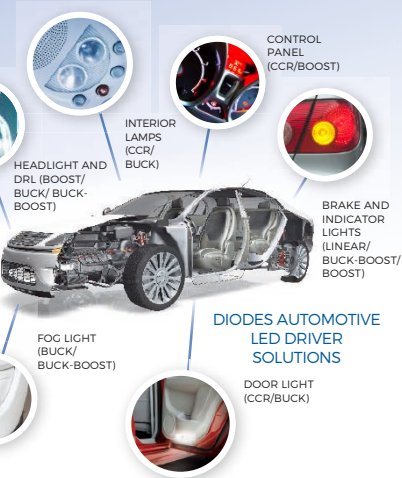 CONTROL
PANEL
(CCR/BOOST)
INTERIOR
LAMPS
(CCR/
BUCK)
HEADLIGHT AND
DRL (BOOST/
BUCK/ BUCK-
BOOST)
BRAKE AND
INDICATOR
LIGHTS
(LINEAR/
BUCK-BOOST/
BOOST)
DIODES AUTOMOTIVE
LED DRIVER
SOLUTIONS
FOG LIGHT
(BUCK/
BUCK-BOOST)
DOOR LIGHT
(CCR/BUCK)